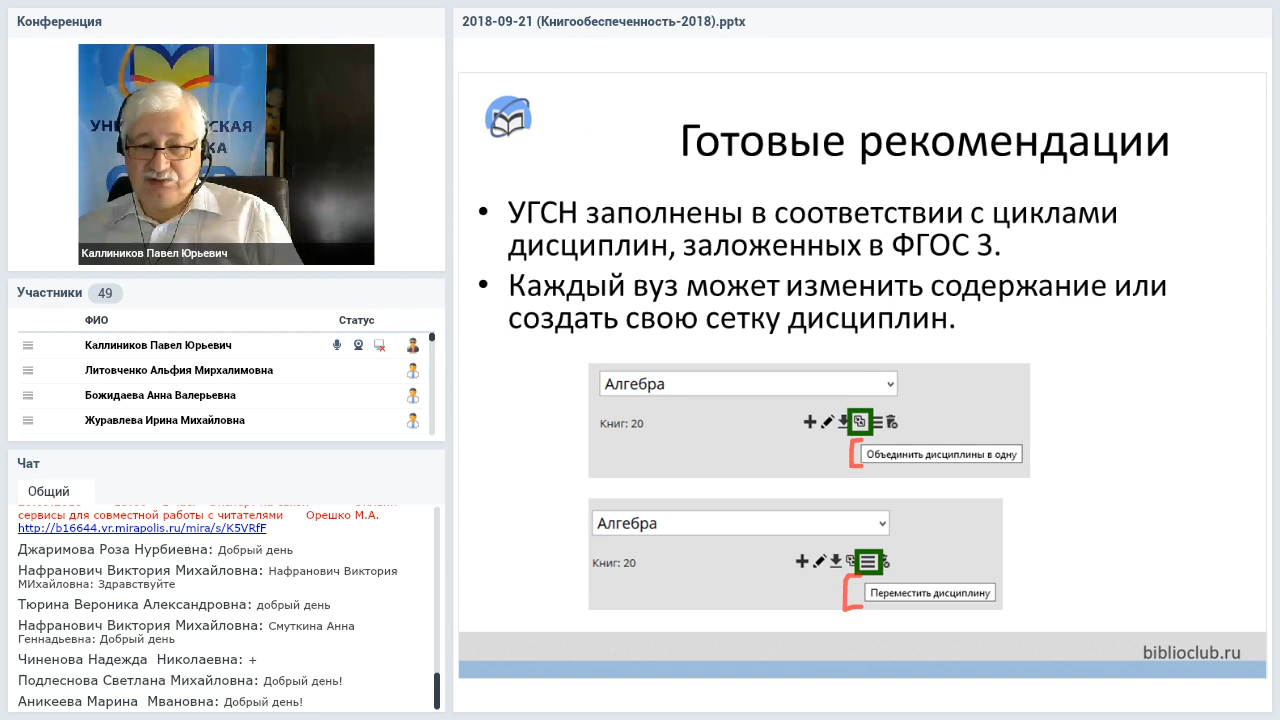 Конференция
Каллиников Павел Юрьевич
Участники 49
ФИО Статус
Каллиников Павел Юрьевич
Литовченко Альфия Мирхалимовна
Божидаева Анна Валерьевна
Журавлева Ирина Михайловна
Чат
Общий
сервисы для совместной работы с читателями Орешко М.А.
http://b16644.vr.mirapolis.ru/mira/s/K5VRfF
Джаримова Роза Нурбиевна: Добрый день
Нафранович Виктория Михайловна: Нафранович Виктория
МИхайловна: Здравствуйте
Тюрина Вероника Александровна: добрый день
Нафранович Виктория Михайловна: Смуткина Анна
Геннадьевна: Добрый день
Чиненова Надежда Николаевна: +
Подлеснова Светлана Михайловна: Добрый день!
Аникеева Марина Мвановна: Добрый день!
2018-09-21 (Книгообеспеченность-2018).pptx
Готовые рекомендации
• УГСН заполнены в соответствии с циклами
дисциплин, заложенных в ФГОС 3.
• Каждый вуз может изменить содержание или
создать свою сетку дисциплин.
Алгебра
Книг: 20
Объединить дисциплины в одну
Алгебра
Книг: 20
Переместить дисциплину
biblioclub.ru